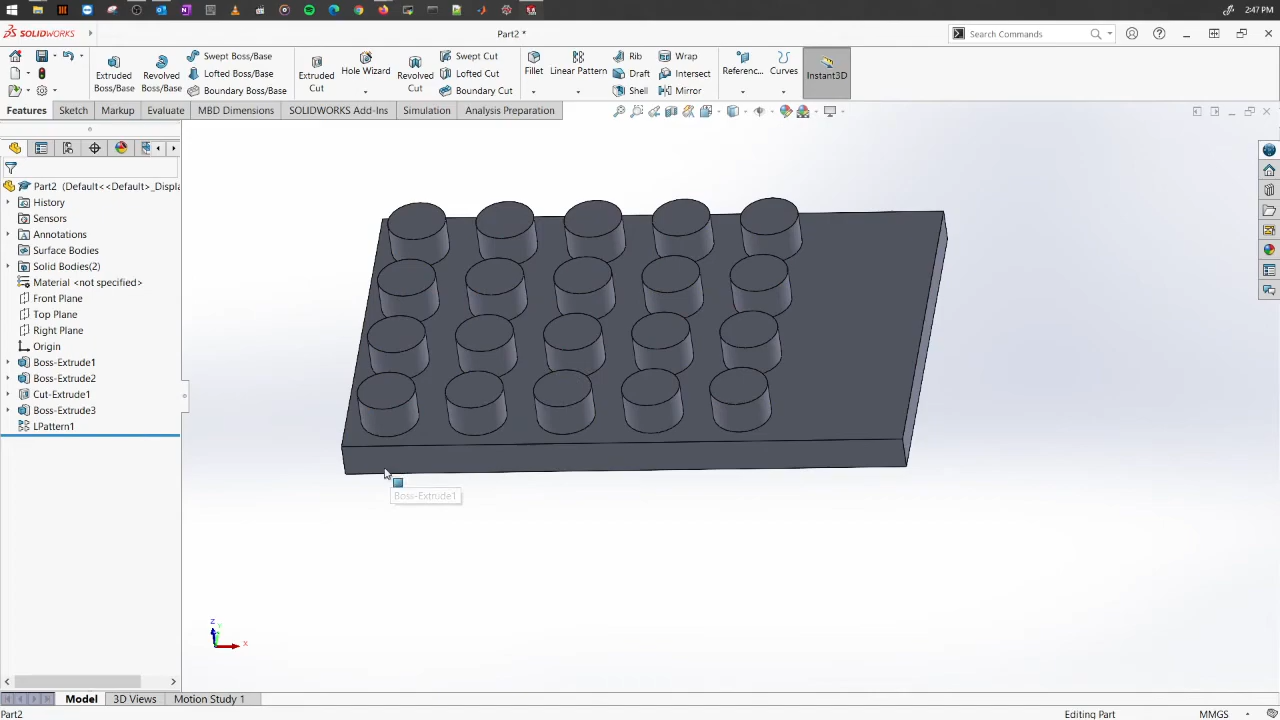 2:47 PM
SOLIDWORKS
Part2 *
Search Commands
Extruded Boss/Base
Revolved Boss/Base
Swept Boss/Base
Lofted Boss/Base
Boundary Boss/Base
Extruded Cut
Hole Wizard
Revolved Cut
Swept Cut
Lofted Cut
Boundary Cut
Fillet
Linear Pattern
Rib
Draft
Shell
Wrap
Intersect
Mirror
Referenc...
Curves
Instant3D
Features
Sketch
Markup
Evaluate
MBD Dimensions
SOLIDWORKS Add-Ins
Simulation
Analysis Preparation
Part2 (Default<<Default>_Displa
History
Sensors
Annotations
Surface Bodies
Solid Bodies(2)
Material <not specified>
Front Plane
Top Plane
Right Plane
Origin
Boss-Extrude1
Boss-Extrude2
Cut-Extrude1
Boss-Extrude3
LPattern1
Boss-Extrude1
Z
Y
X
Model
3D Views
Motion Study 1
Part2
Editing Part
MMGS